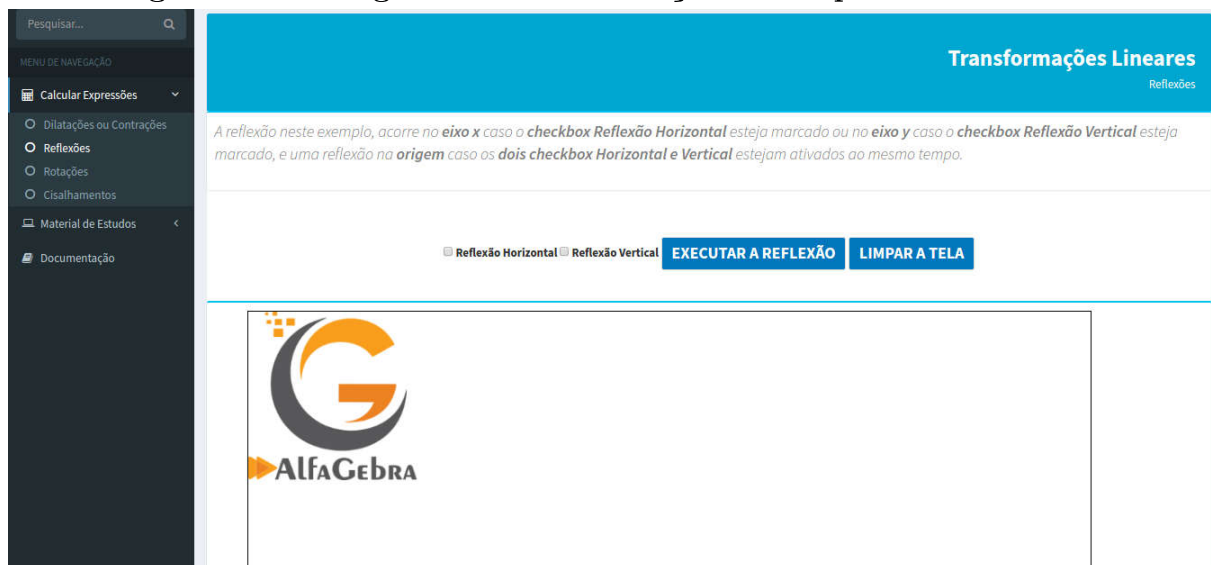 Pesquisar...
MENU DE NAVEGAÇÃO
Calcular Expressões
Dilatações ou Contrações
Reflexões
Rotações
Cisalhamentos
Material de Estudos
Documentação
Transformações Lineares
Reflexões
A reflexão neste exemplo, acorre no eixo x caso o checkbox Reflexão Horizontal esteja marcado ou no eixo y caso o checkbox Reflexão Vertical esteja
marcado, e uma reflexão na origem caso os dois checkbox Horizontal e Vertical estejam ativados ao mesmo tempo.
Reflexão Horizontal Reflexão Vertical EXECUTAR A REFLEXÃO LIMPAR A TELA
AlfaGebra